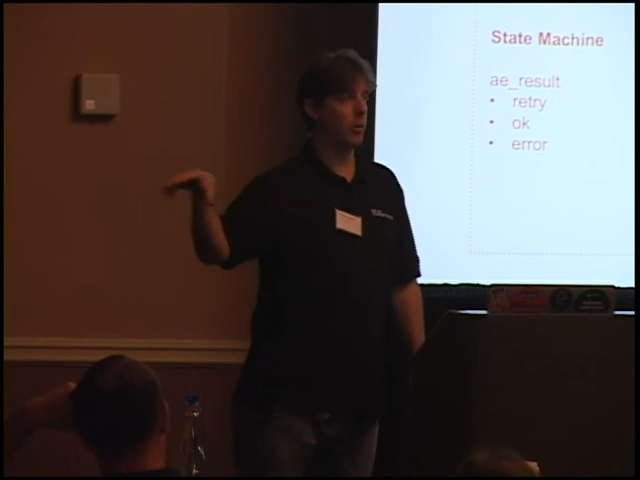 State Machine
ae_result
• retry
• ok
• error